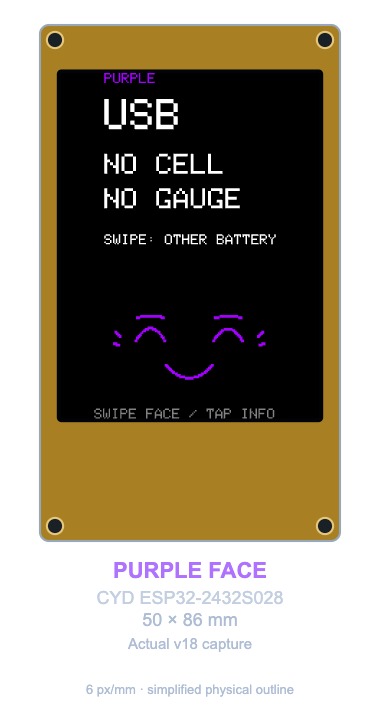 PURPLE
USB
NO CELL
NO GAUGE
SWIPE: OTHER BATTERY
SWIPE FACE / TAP INFO
PURPLE FACE
CYD ESP32-2432S028
50 × 86 mm
Actual v18 capture
6 px/mm · simplified physical outline